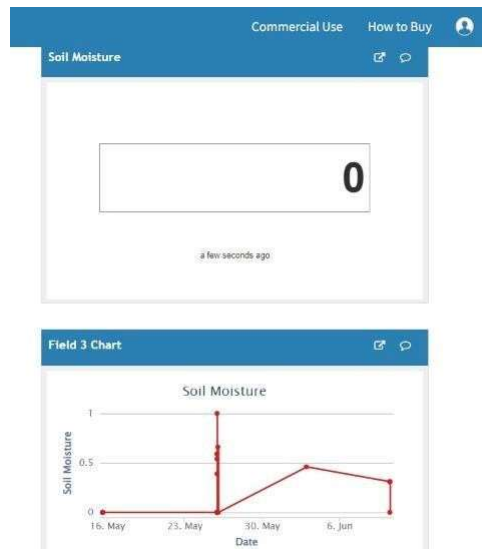 Commercial Use How to Buy
Soil Moisture
0
a few seconds ago
Field 3 Chart
Soil Moisture
1
0.5
0
Soil Moisture
16. May 23. May 30. May 6. Jun
Date